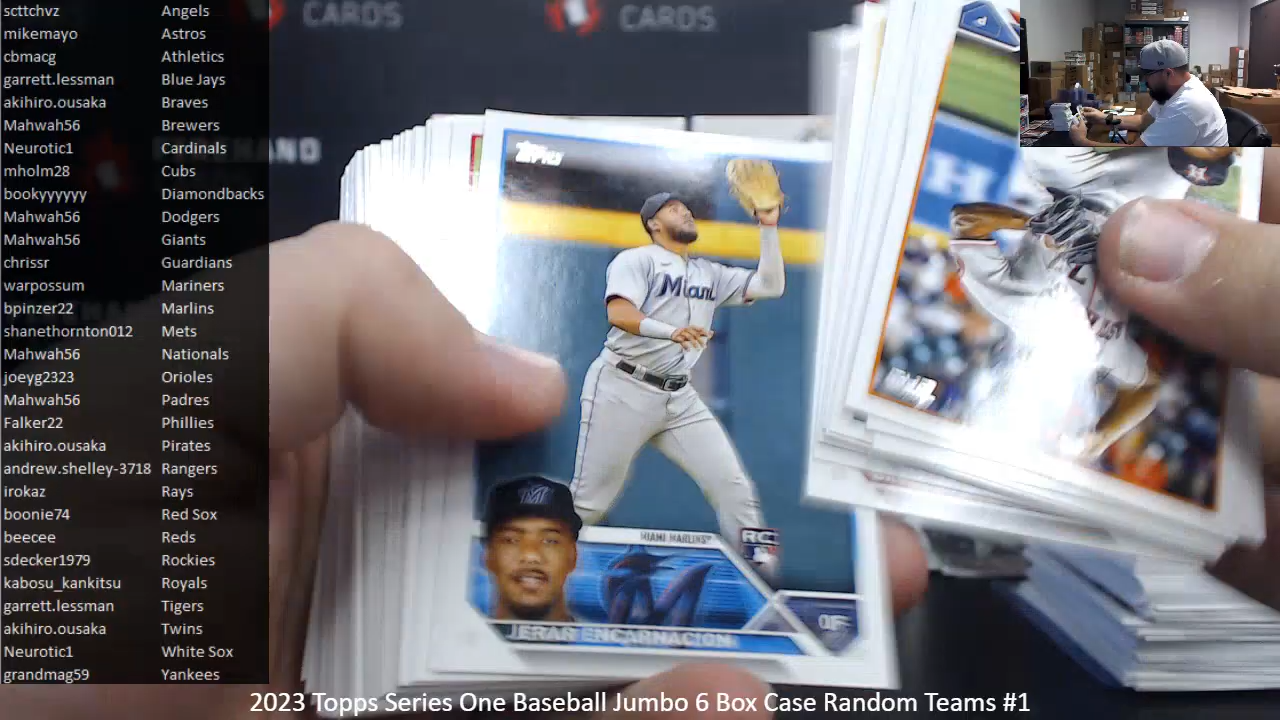 scttchvz Angels
mikemayo Astros
cbmacg Athletics
garrett.lessman Blue Jays
akihiro.ousaka Braves
Mahwah56 Brewers
Neurotic1 Cardinals
mholm28 Cubs
bookyyyyyy Diamondbacks
Mahwah56 Dodgers
Mahwah56 Giants
chrissr Guardians
warpossum Mariners
bpinzer22 Marlins
shanethornton012 Mets
Mahwah56 Nationals
joeyg2323 Orioles
Mahwah56 Padres
Falker22 Phillies
akihiro.ousaka Pirates
andrew.shelley-3718 Rangers
irokaz Rays
boonie74 Red Sox
beecee Reds
sdecker1979 Rockies
kabosu_kankitsu Royals
garrett.lessman Tigers
akihiro.ousaka Twins
Neurotic1 White Sox
grandmag59 Yankees
CARDS
CARDS
Topps
Miami
MIAMI MARLINS
RC
JERAR ENCARNACION
OF
2023 Topps Series One Baseball Jumbo 6 Box Case Random Teams #1